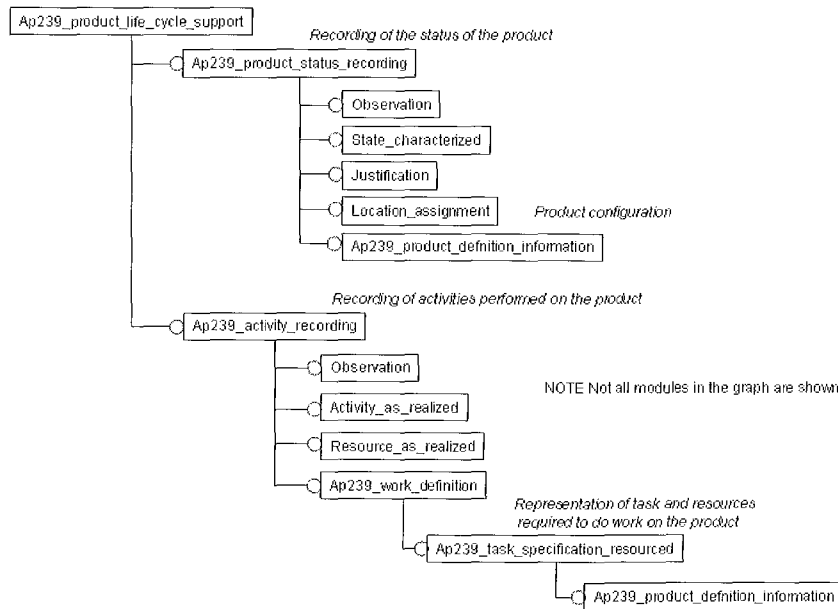 Ap239_product_life_cycle_support
Recording of the status of the product
Ap239_product_status_recording
Observation
State_characterized
Justification
Location_assignment
Product configuration
Ap239_product_defnition_information
Recording of activities performed on the product
Ap239_activity_recording
Observation
NOTE Not all modules in the graph are shown
Activity_as_realized
Resource_as_realized
Ap239_work_definition
Representation of task and resources
required to do work on the product
Ap239_task_specification_resourced
Ap239_product_defnition_information